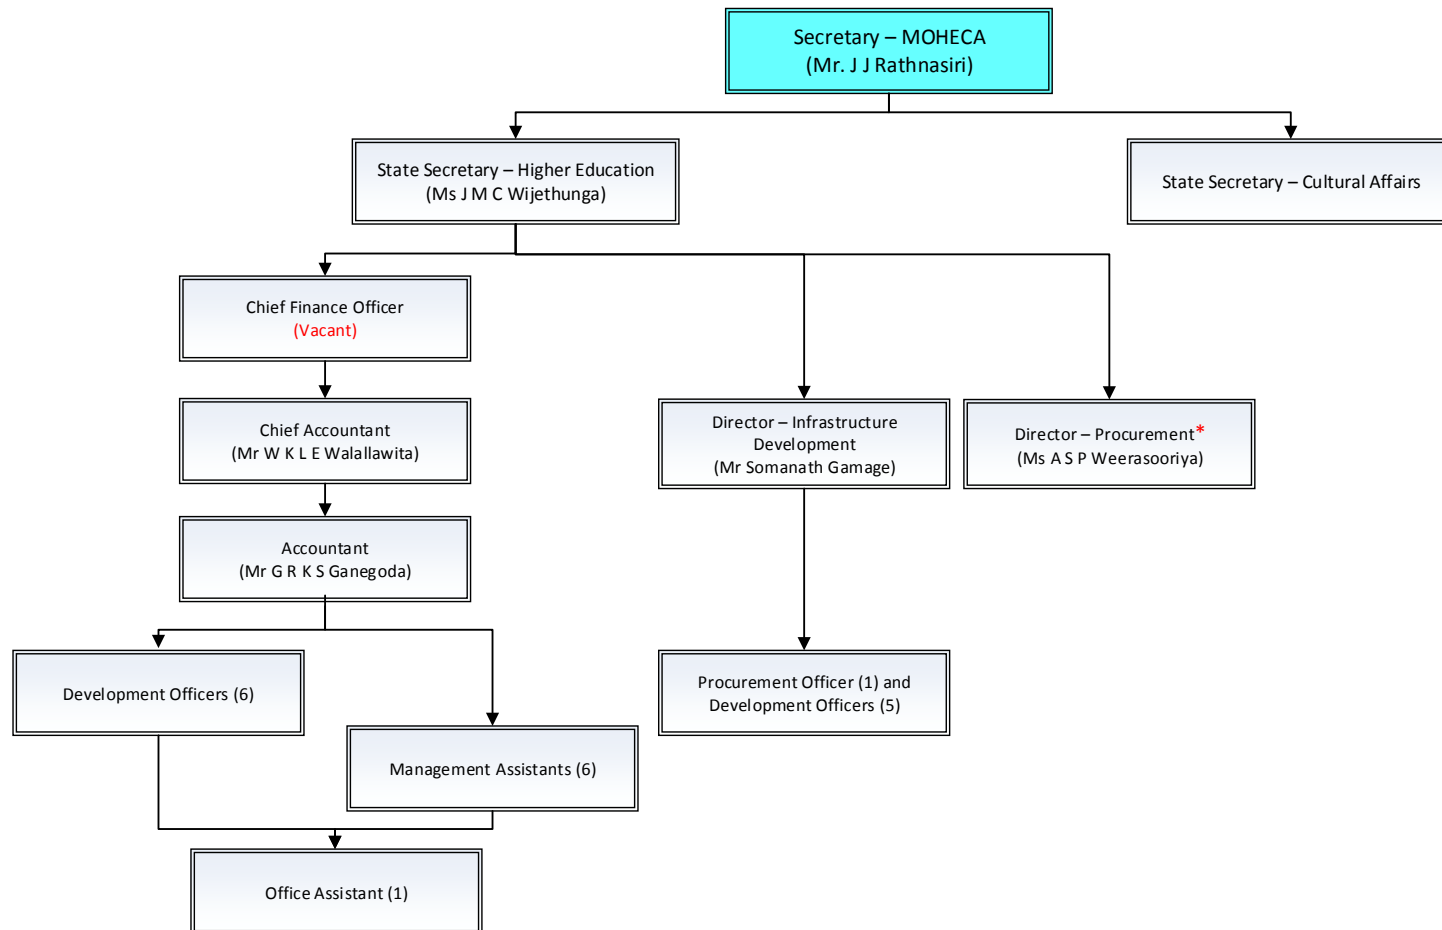 Secretary – MOHECA
(Mr. J J Rathnasiri)
State Secretary – Higher Education
(Ms J M C Wijethunga)
State Secretary – Cultural Affairs
Chief Finance Officer
(Vacant)
Chief Accountant
(Mr W K L E Walallawita)
Director – Infrastructure
Development
(Mr Somanath Gamage)
Director – Procurement*
(Ms A S P Weerasooriya)
Accountant
(Mr G R K S Ganegoda)
Development Officers (6)
Procurement Officer (1) and
Development Officers (5)
Management Assistants (6)
Office Assistant (1)